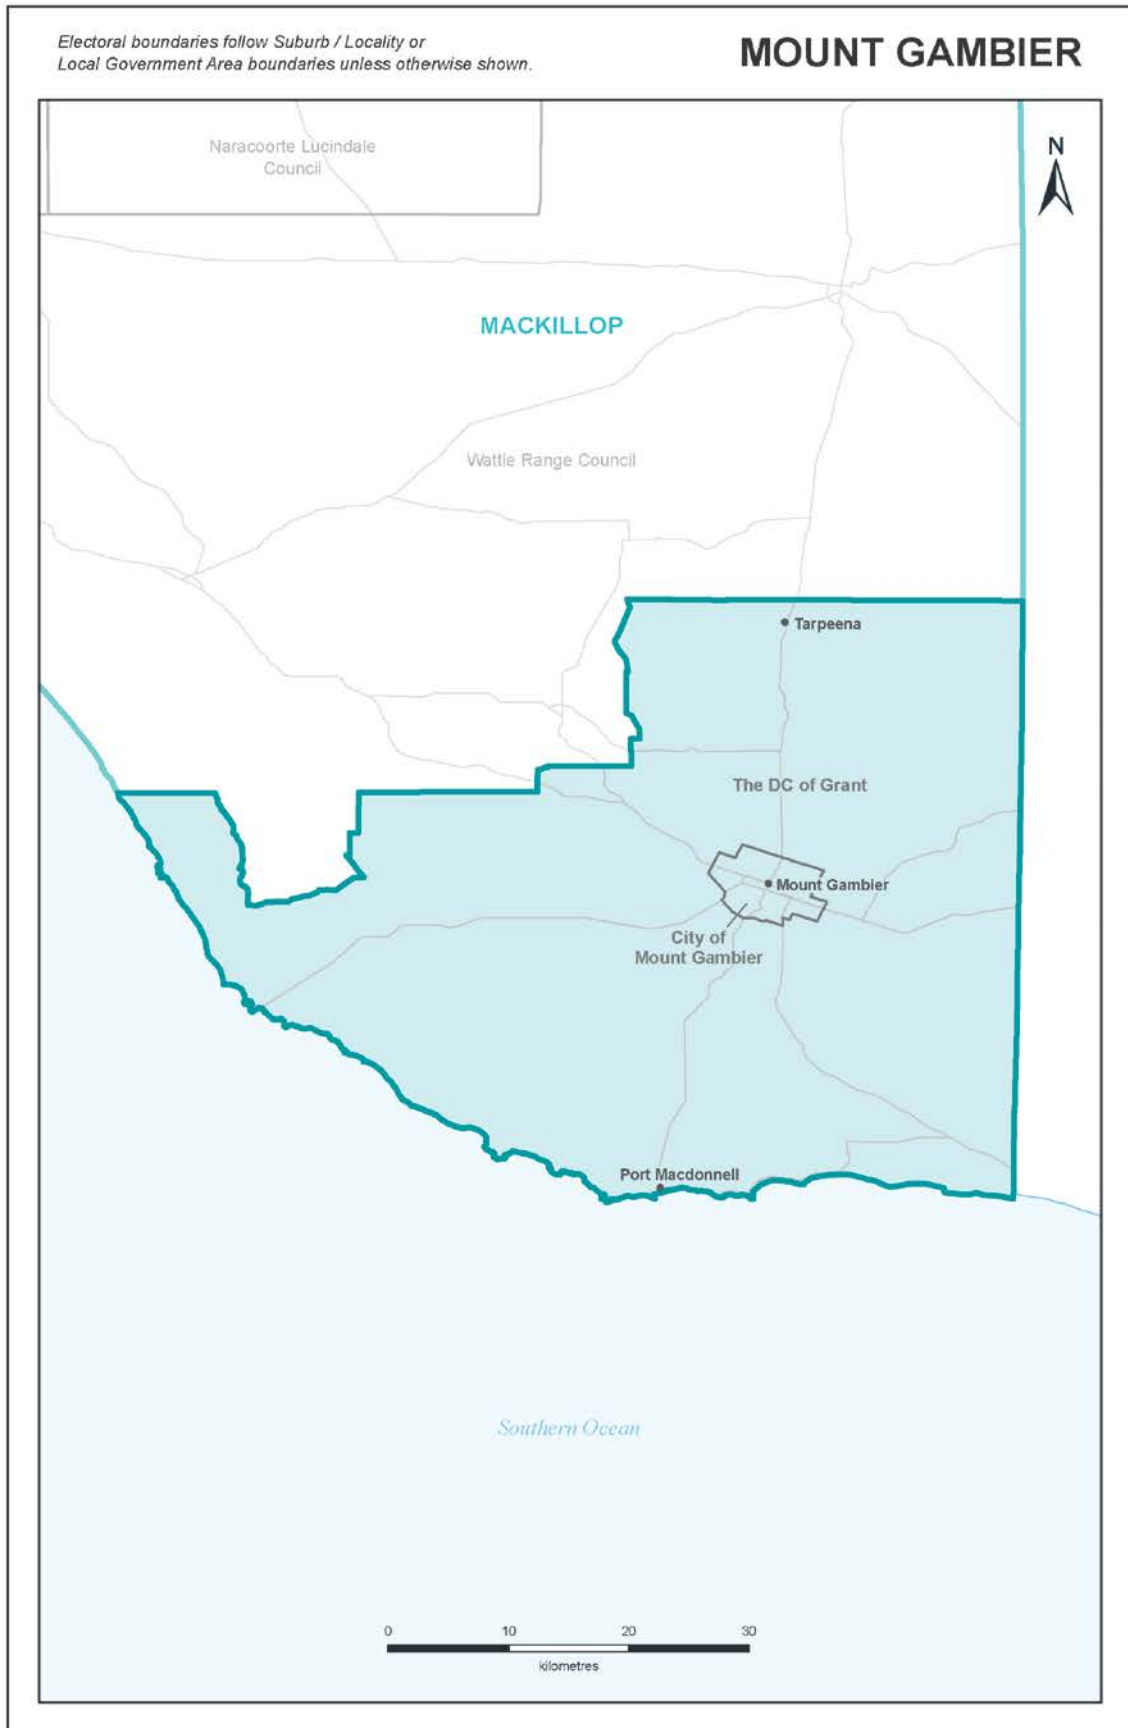 Electoral boundaries follow Suburb / Locality or
Local Government Area boundaries unless otherwise shown.
MOUNT GAMBIER
N
Naracoorte Lucindale
Council
MACKILLOP
Wattle Range Council
Tarpeena
The DC of Grant
Mount Gambier
City of
Mount Gambier
Port Macdonnell
Southern Ocean
0 10 20 30
kilometres